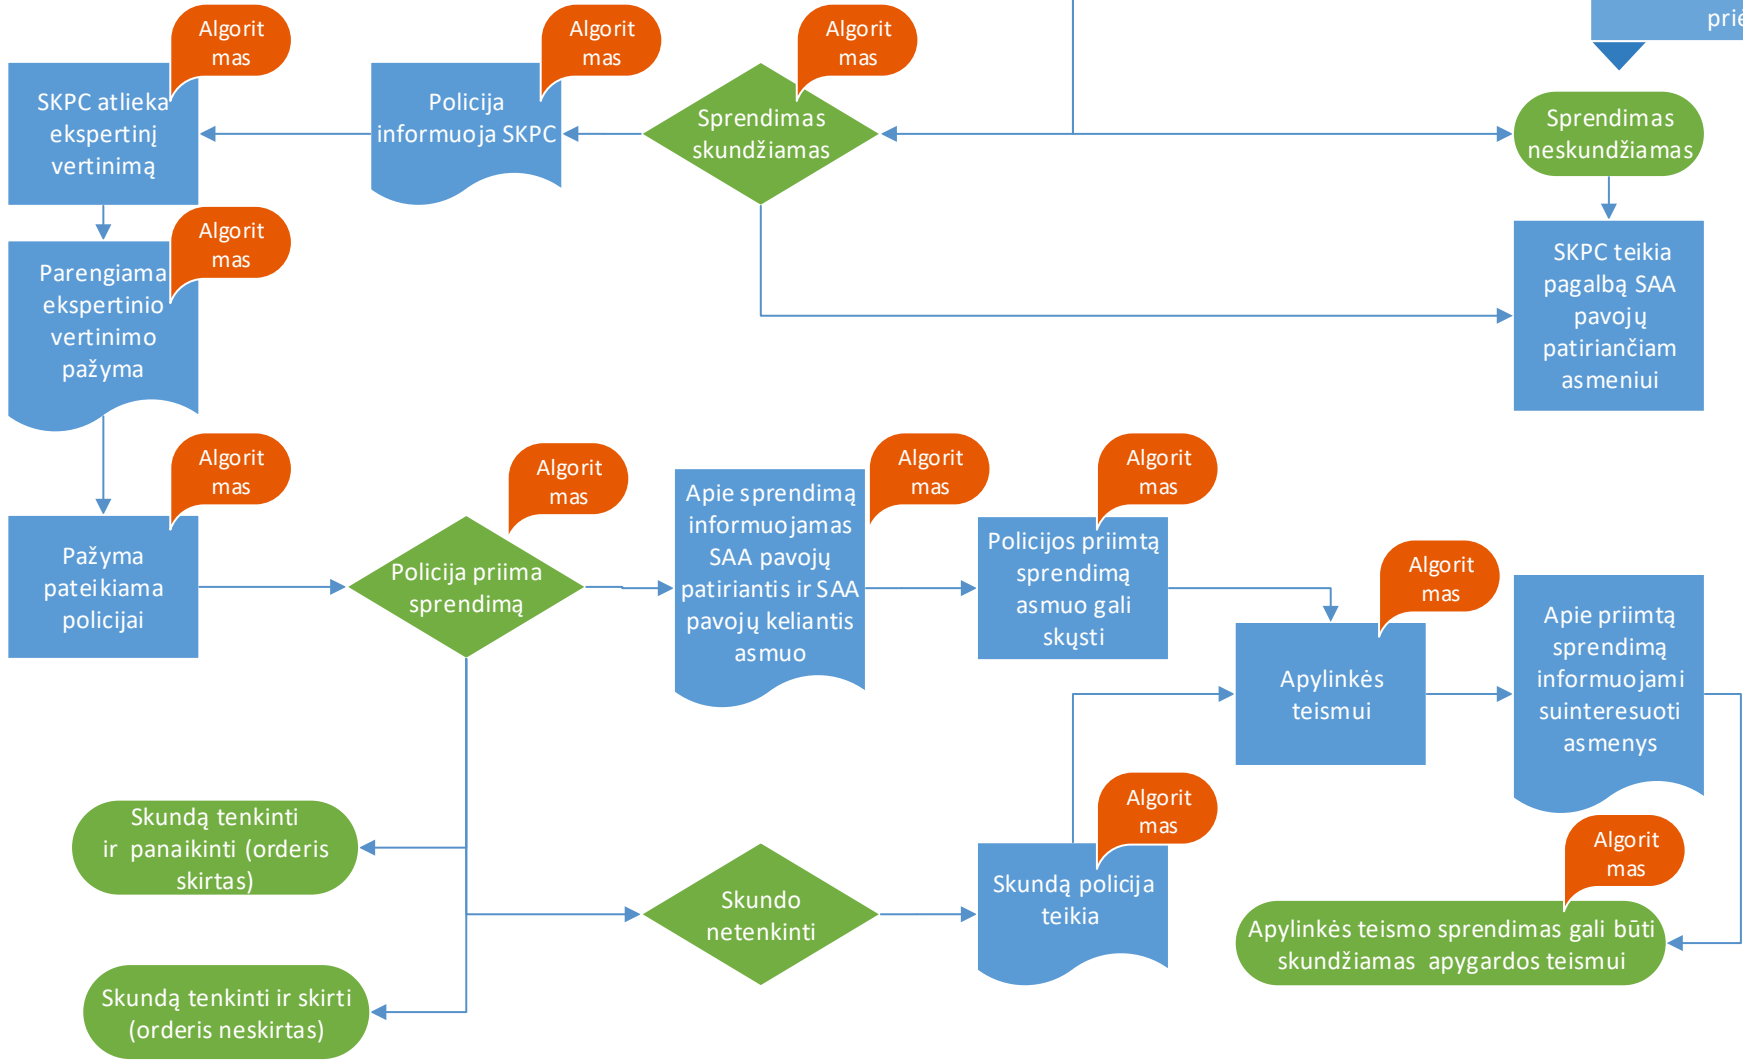 prié
Algorit
mas
SKPC atlieka
ekspertinį
vertinimą
Algorit
mas
Policija
informuoja SKPC
Algorit
mas
Sprendimas
skundžiamas
Sprendimas
neskundžiamas
Algorit
mas
Parengiama
ekspertinio
vertinimo
pažyma
SKPC teikia
pagalbą SAA
pavojų
patiriančiam
asmeniui
Algorit
mas
Pažyma
pateikiama
policijai
Algorit
mas
Policija priima
sprendimą
Algorit
mas
Apie sprendimą
informuojamas
SAA pavojų
patiriantis ir SAA
pavojų keliantis
asmuo
Algorit
mas
Policijos priimtą
sprendimą
asmuo gali
skųsti
Algorit
mas
Apylinkės
teismui
Apie priimtą
sprendimą
informuojami
suinteresuoti
asmenys
Skundą tenkinti
ir panaikinti (orderis
skirtas)
Skundo
netenkinti
Algorit
mas
Skundą policija
teikia
Algorit
mas
Apylinkės teismo sprendimas gali būti
skundžiamas apygardos teismui
Skundą tenkinti ir skirti
(orderis neskirtas)